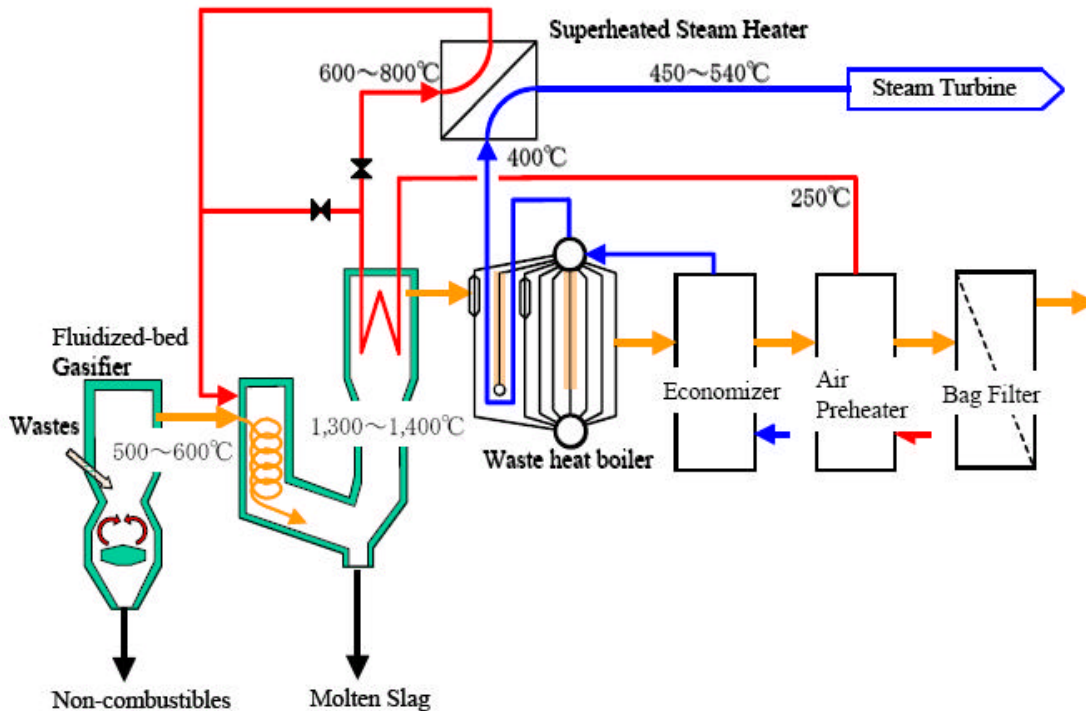 Superheated Steam Heater
600～800℃
450～540℃
Steam Turbine
400℃
250℃
Fluidized-bed
Gasifier
Wastes
500～600℃
1,300～1,400℃
Waste heat boiler
Economizer
Air
Preheater
Bag Filter
Non-combustibles
Molten Slag